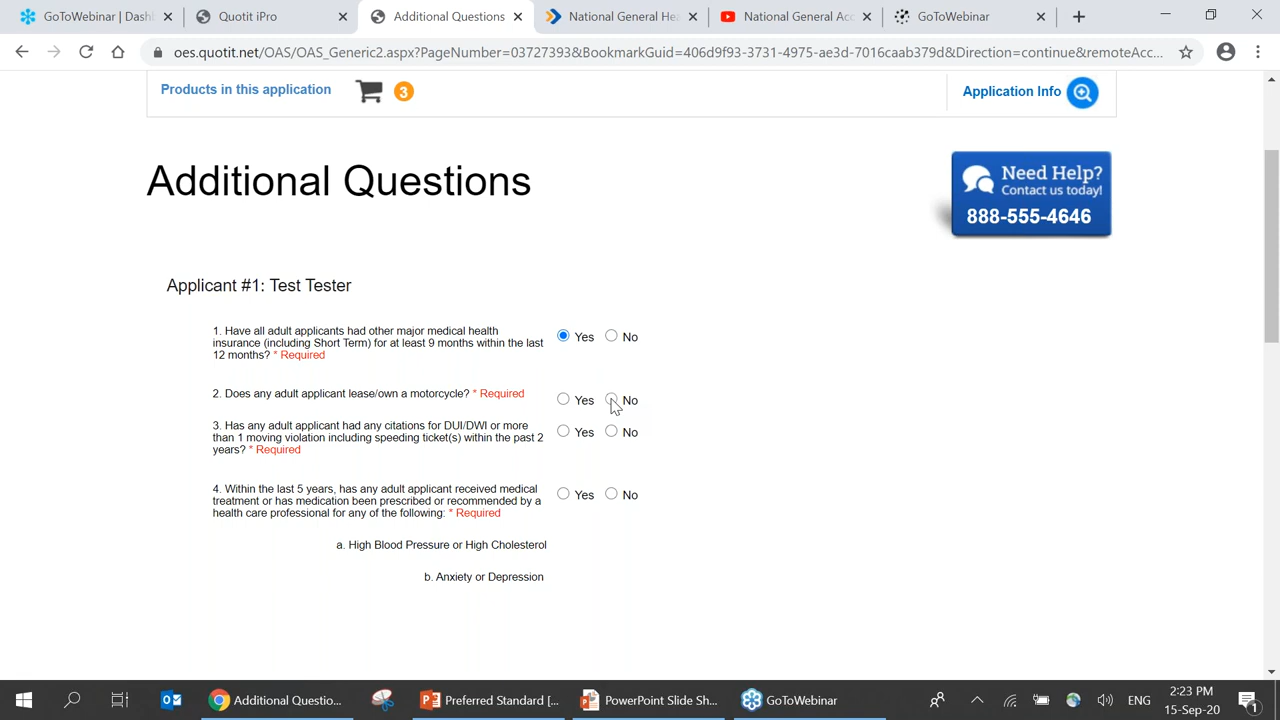 GoToWebinar | Dash
Quotit iPro
Additional Questions
National General Hea
National General Acc
GoToWebinar
oes.quotit.net/OAS/OAS_Generic2.aspx?PageNumber=03727393&BookmarkGuid=406d9f93-3731-4975-ae3d-7016caab379d&Direction=continue&remoteAcc...
Products in this application
3
Application Info
Additional Questions
Need Help?
Contact us today!
888-555-4646
Applicant #1: Test Tester
1. Have all adult applicants had other major medical health
insurance (including Short Term) for at least 9 months within the last
12 months? * Required
Yes No
2. Does any adult applicant lease/own a motorcycle? * Required
Yes No
3. Has any adult applicant had any citations for DUI/DWI or more
than 1 moving violation including speeding ticket(s) within the past 2
years? * Required
Yes No
4. Within the last 5 years, has any adult applicant received medical
treatment or has medication been prescribed or recommended by a
health care professional for any of the following: * Required
Yes No
a. High Blood Pressure or High Cholesterol
b. Anxiety or Depression
Additional Questio...
Preferred Standard [...
PowerPoint Slide Sh...
GoToWebinar
ENG
2:23 PM
15-Sep-20
1